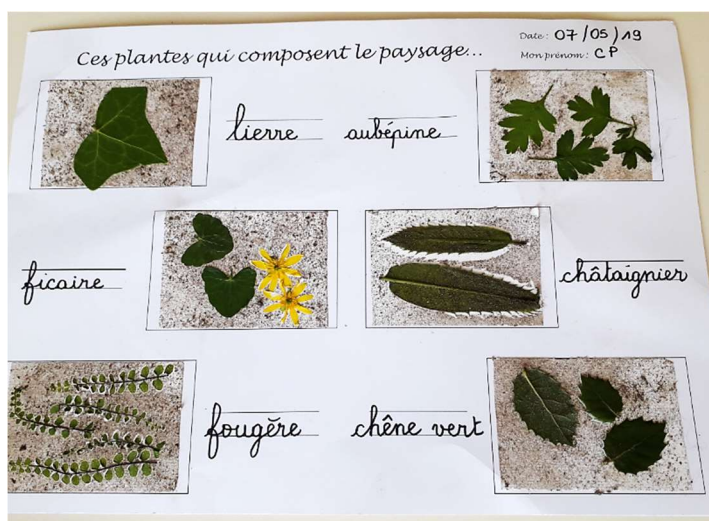 Ces plantes qui composent le paysage...
Date : 07/05/19
Mon prénom : CP
lierre
aubépine
ficaire
châtaignier
fougère
chêne vert